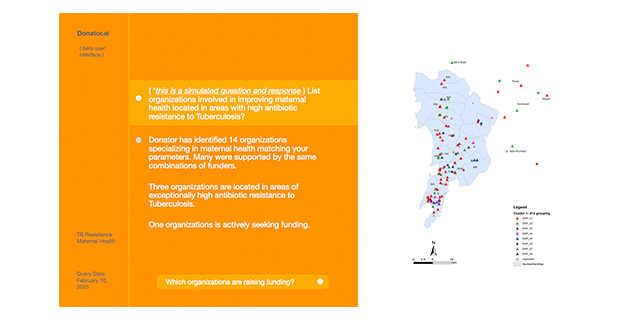 Donator.ai
( beta user
interface )
( *this is a simulated question and response ) List
organizations involved in improving maternal
health located in areas with high antibiotic
resistance to Tuberculosis?
Donator has identified 14 organizations
specializing in maternal health matching your
parameters. Many were supported by the same
combinations of funders.
Three organizations are located in areas of
exceptionally high antibiotic resistance to
Tuberculosis.
One organizations is actively seeking funding.
TB Resistance
Maternal Health
Query Date:
February 10,
2025
Which organizations are raising funding?
Thane
Navi Mumbai
N
Legend